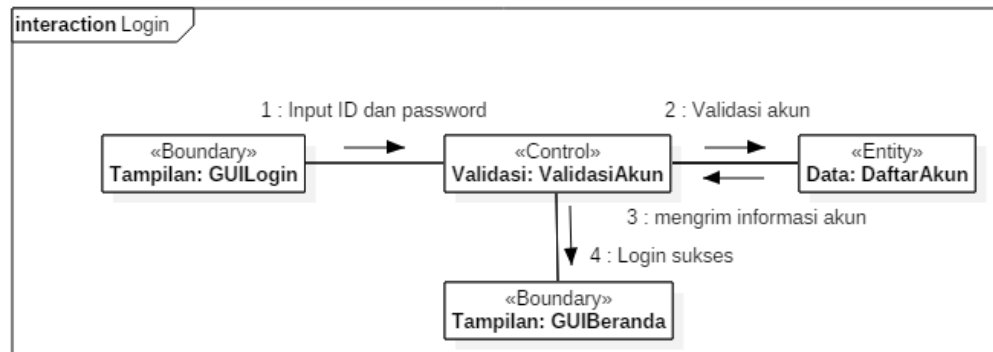 interaction Login
1 : Input ID dan password
2 : Validasi akun
«Boundary»
Tampilan: GUILogin
«Control»
Validasi: ValidasiAkun
«Entity»
Data: DaftarAkun
3 : mengrim informasi akun
4 : Login sukses
«Boundary»
Tampilan: GUIBeranda